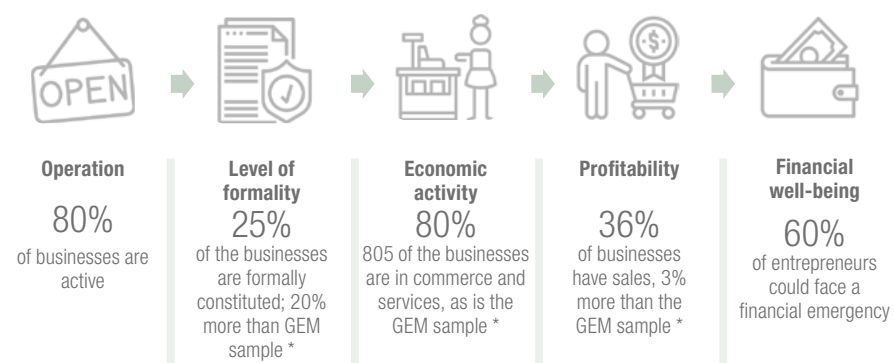 OPEN
$
Operation
80%
of businesses are
active
Level of
formality
25%
of the businesses
are formally
constituted; 20%
more than GEM
sample *
Economic
activity
80%
805 of the businesses
are in commerce and
services, as is the
GEM sample *
Profitability
36%
of businesses
have sales, 3%
more than the
GEM sample *
Financial
well-being
60%
of entrepreneurs
could face a
financial emergency